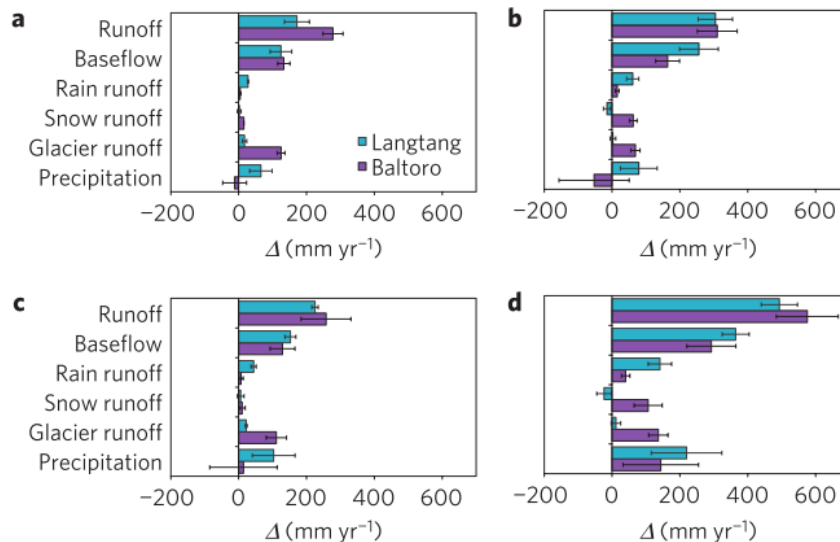 a
Runoff
Baseflow
Rain runoff
Snow runoff
Glacier runoff
Precipitation
Langtang
Baltoro
−200 0 200 400 600
Δ (mm yr−1)
b
−200 0 200 400 600
Δ (mm yr−1)
c
Runoff
Baseflow
Rain runoff
Snow runoff
Glacier runoff
Precipitation
−200 0 200 400 600
Δ (mm yr−1)
d
−200 0 200 400 600
Δ (mm yr−1)